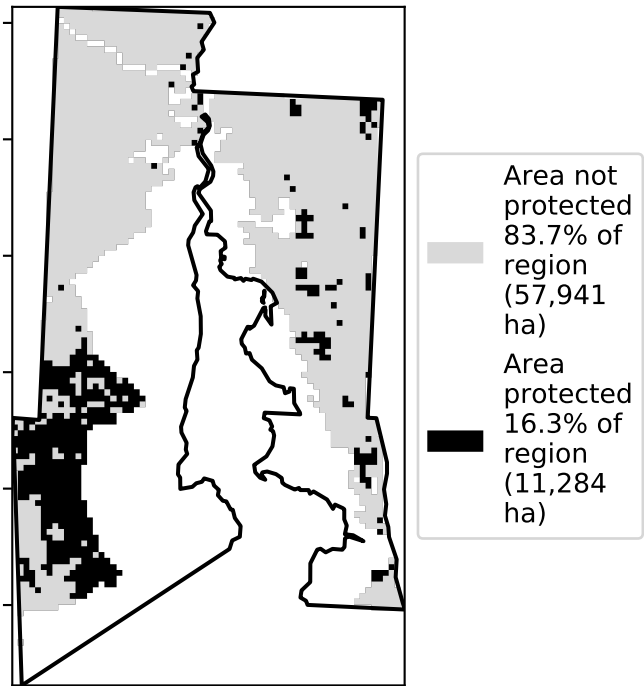 Area not
protected
83.7% of
region
(57,941
ha)
Area
protected
16.3% of
region
(11,284
ha)